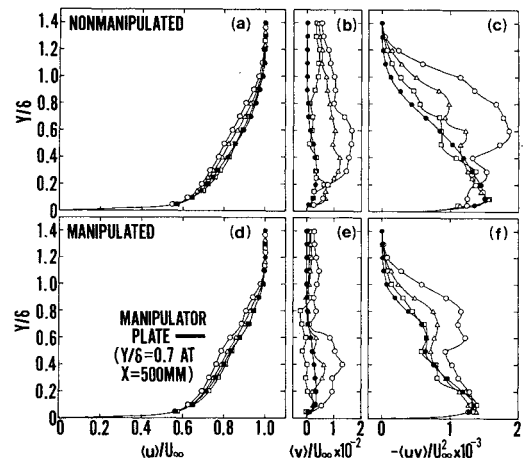 NONMANIPULATED
(a)
(b)
(c)
1.4
1.2
1.0
0.8
0.6
0.4
0.2
0
Y/δ
MANIPULATED
(d)
(e)
(f)
1.4
1.2
1.0
0.8
0.6
0.4
0.2
0
Y/δ
MANIPULATOR
PLATE
(Y/δ=0.7 AT
X=500MM)
0 0.2 0.4 0.6 0.8 1.0
0 1 2
0 1 2
⟨u⟩/U∞
⟨v⟩/U∞×10⁻²
-⟨uv⟩/U∞²×10⁻³